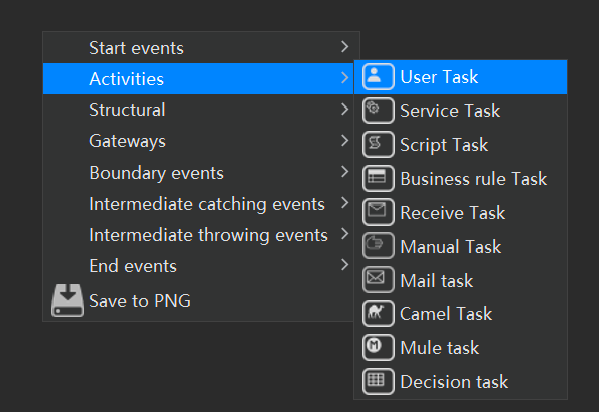 Start events
Activities
Structural
Gateways
Boundary events
Intermediate catching events
Intermediate throwing events
End events
Save to PNG
User Task
Service Task
Script Task
Business rule Task
Receive Task
Manual Task
Mail task
Camel Task
Mule task
Decision task